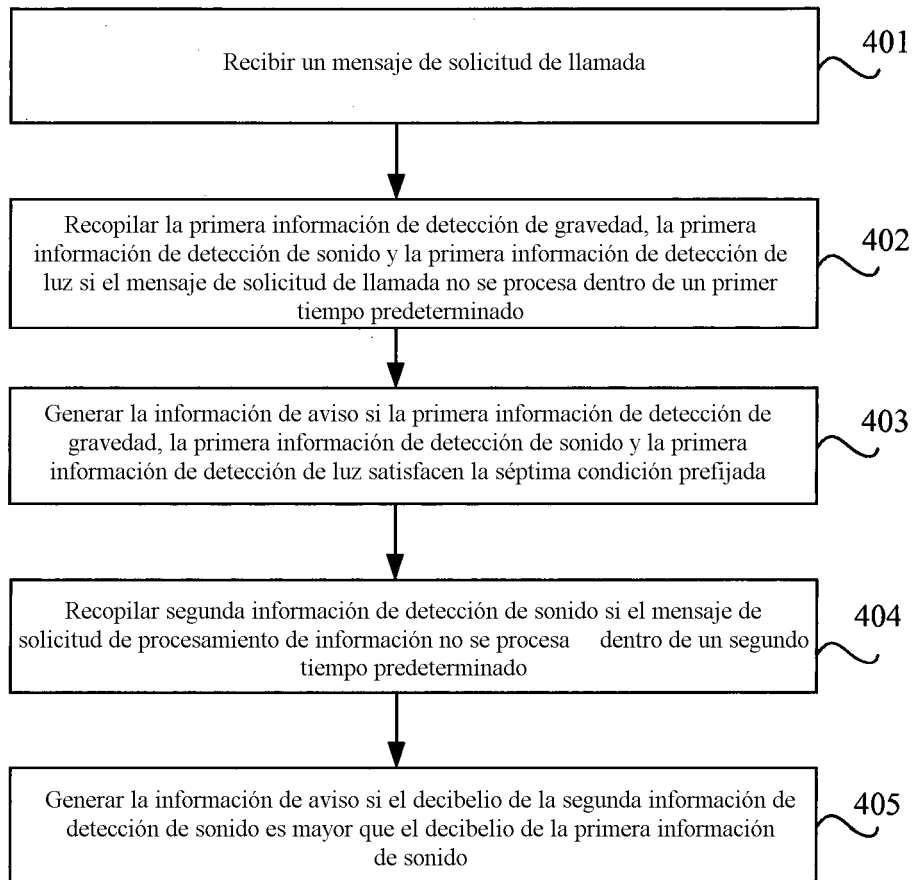 Recibir un mensaje de solicitud de llamada
401
Recopilar la primera información de detección de gravedad, la primera
información de detección de sonido y la primera información de detección de
luz si el mensaje de solicitud de llamada no se procesa dentro de un primer
tiempo predeterminado
402
Generar la información de aviso si la primera información de detección de
gravedad, la primera información de detección de sonido y la primera
información de detección de luz satisfacen la séptima condición prefijada
403
Recopilar segunda información de detección de sonido si el mensaje de
solicitud de procesamiento de información no se procesa dentro de un segundo
tiempo predeterminado
404
Generar la información de aviso si el decibelio de la segunda información de
detección de sonido es mayor que el decibelio de la primera información
de sonido
405